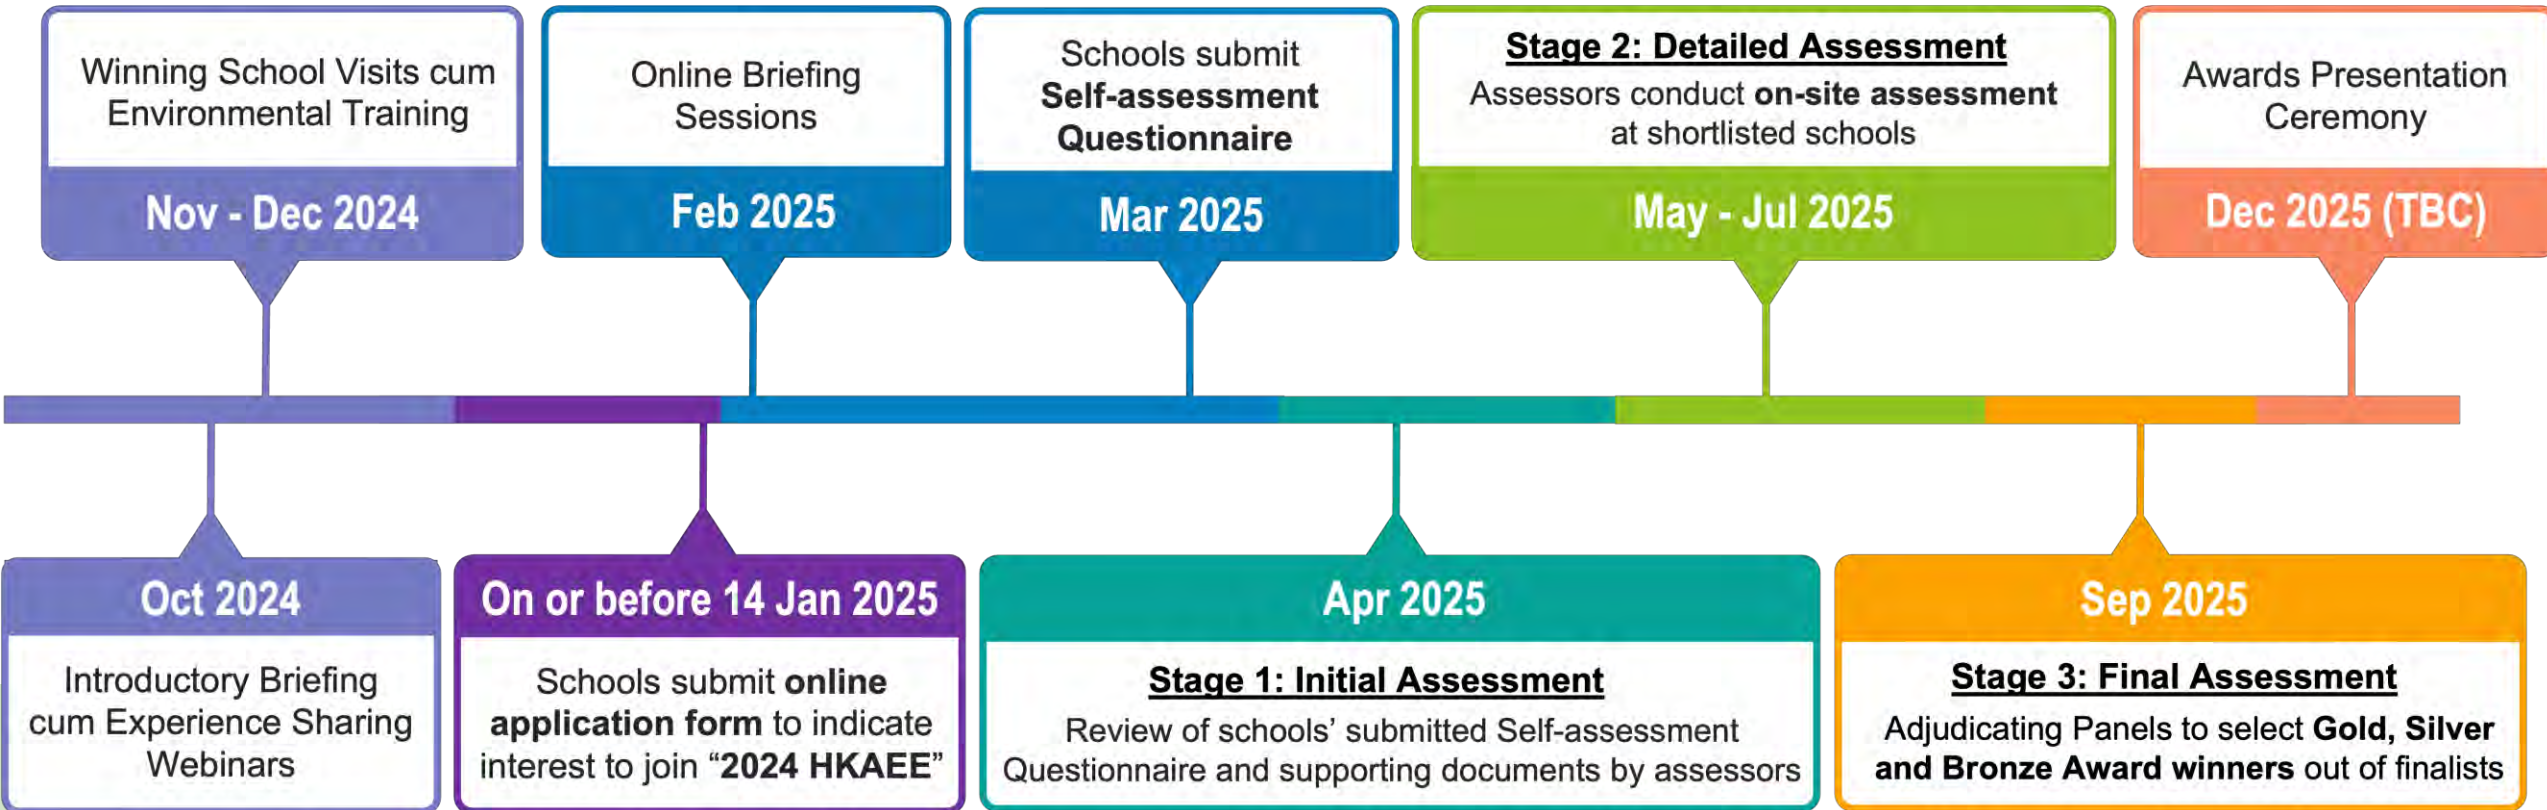 Winning School Visits cum
Environmental Training
Nov - Dec 2024
Online Briefing
Sessions
Feb 2025
Schools submit
Self-assessment
Questionnaire
Mar 2025
Stage 2: Detailed Assessment
Assessors conduct on-site assessment
at shortlisted schools
May - Jul 2025
Awards Presentation
Ceremony
Dec 2025 (TBC)
Oct 2024
Introductory Briefing
cum Experience Sharing
Webinars
On or before 14 Jan 2025
Schools submit online
application form to indicate
interest to join “2024 HKAEE”
Apr 2025
Stage 1: Initial Assessment
Review of schools’ submitted Self-assessment
Questionnaire and supporting documents by assessors
Sep 2025
Stage 3: Final Assessment
Adjudicating Panels to select Gold, Silver
and Bronze Award winners out of finalists